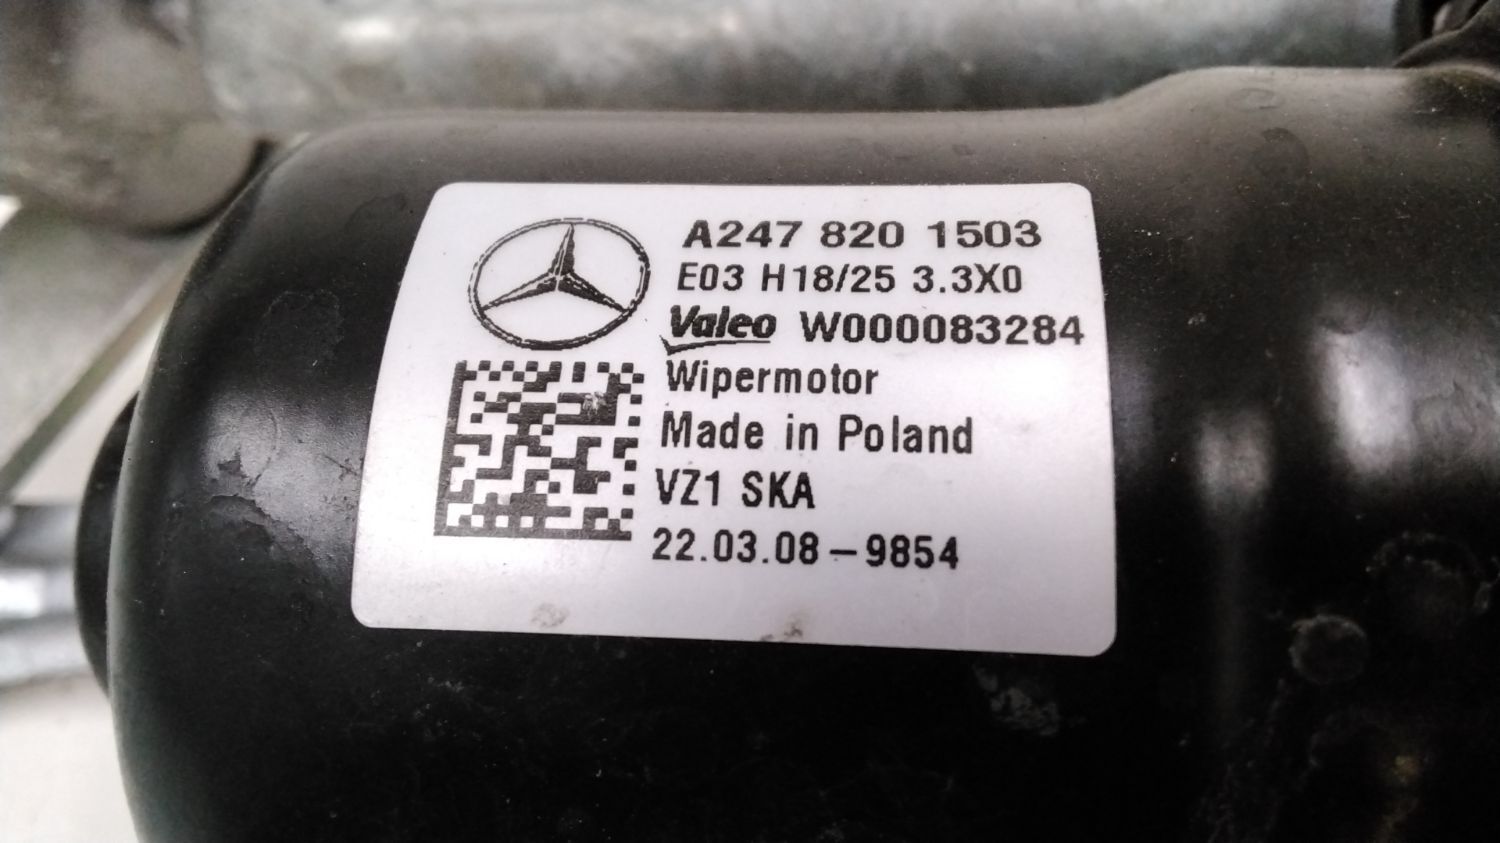 A247 820 1503
E03 H18/25 3.3X0
Valeo W000083284
Wipermotor
Made in Poland
VZ1 SKA
22.03.08-9854